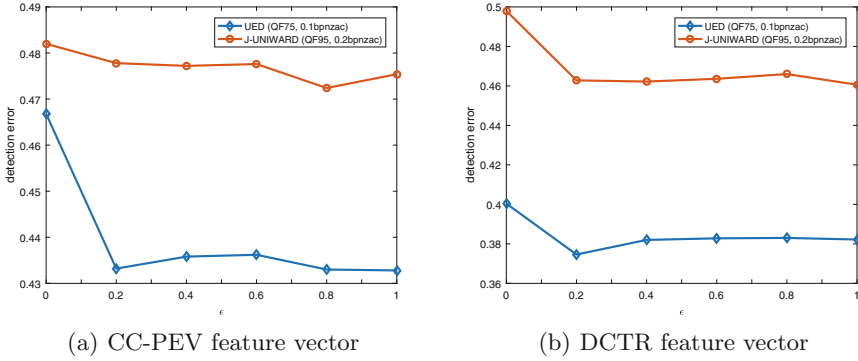 0.49
0.48
0.47
0.46
0.45
0.44
0.43
detection error
0 0.2 0.4 0.6 0.8 1
ϵ
UED (QF75, 0.1bpnzac)
J-UNIWARD (QF95, 0.2bpnzac)
(a) CC-PEV feature vector
0.5
0.48
0.46
0.44
0.42
0.4
0.38
0.36
detection error
0 0.2 0.4 0.6 0.8 1
ϵ
UED (QF75, 0.1bpnzac)
J-UNIWARD (QF95, 0.2bpnzac)
(b) DCTR feature vector